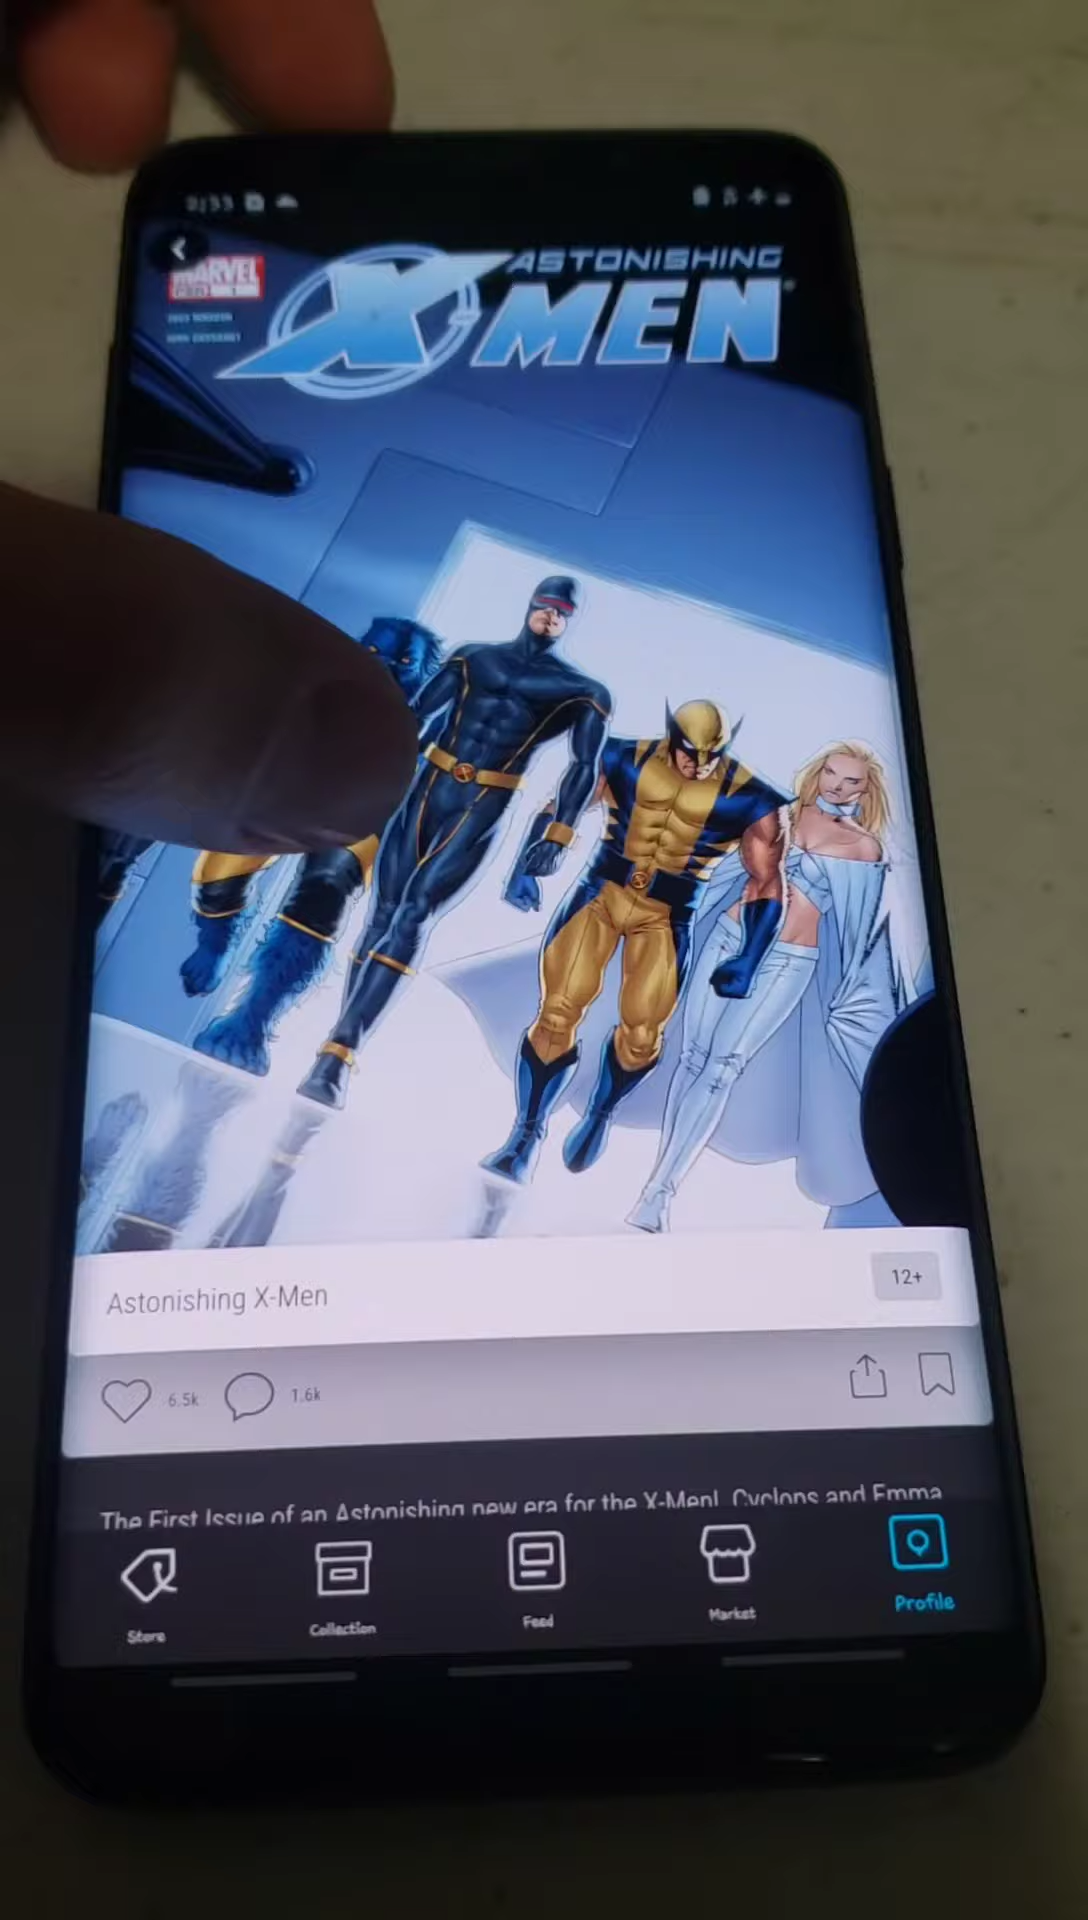 MARVEL
ASTONISHING
X MEN
Astonishing X-Men
12+
6.5k
1.6k
The First Issue of an Astonishing new era for the X-Men! Cyclops and Emma
Store
Collection
Feed
Market
Profile